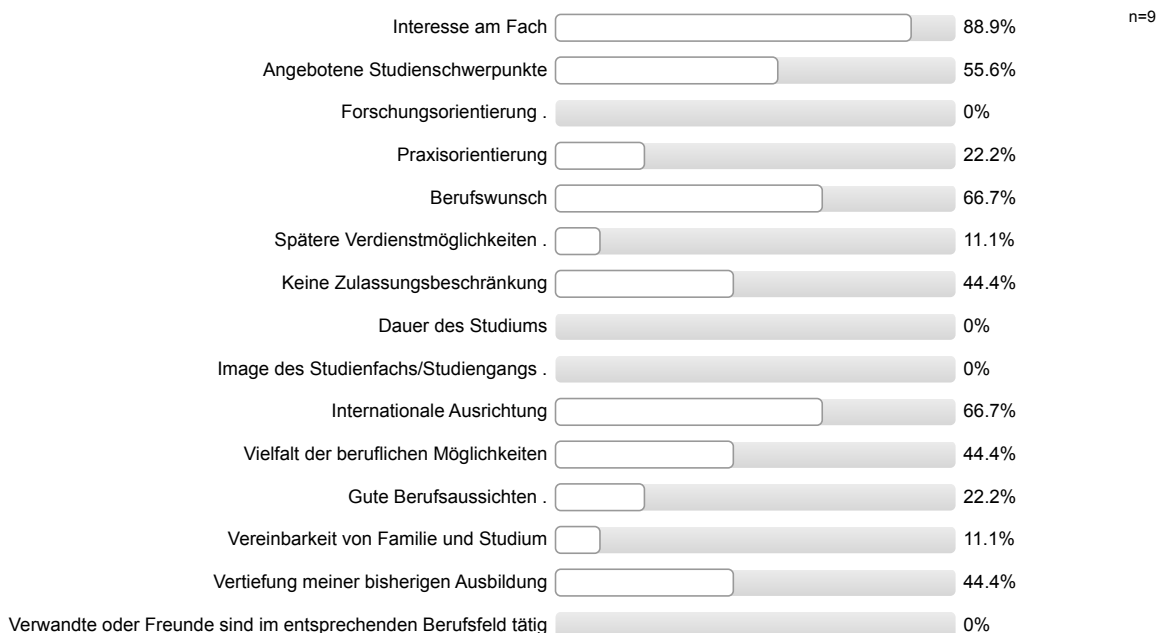 Interesse am Fach 88.9% n=9
Angebotene Studienschwerpunkte 55.6%
Forschungsorientierung . 0%
Praxisorientierung 22.2%
Berufswunsch 66.7%
Spätere Verdienstmöglichkeiten . 11.1%
Keine Zulassungsbeschränkung 44.4%
Dauer des Studiums 0%
Image des Studienfachs/Studiengangs . 0%
Internationale Ausrichtung 66.7%
Vielfalt der beruflichen Möglichkeiten 44.4%
Gute Berufsaussichten . 22.2%
Vereinbarkeit von Familie und Studium 11.1%
Vertiefung meiner bisherigen Ausbildung 44.4%
Verwandte oder Freunde sind im entsprechenden Berufsfeld tätig 0%